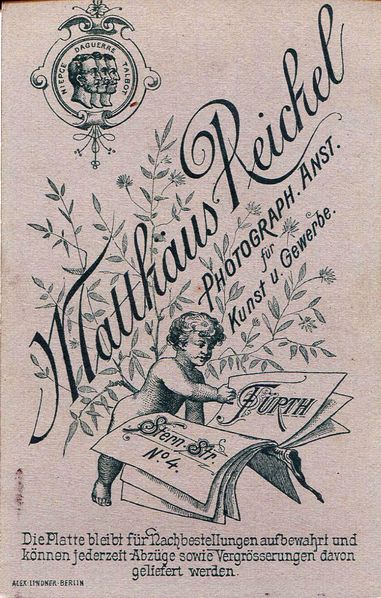 NIEPCE DAGUERRE TALBOT
Matthäus Reichel
PHOTOGRAPH. ANST.
für
Kunst u. Gewerbe.
FÜRTH
Stern-Str.
No. 4.
Die Platte bleibt für Nachbestellungen aufbewahrt und
können jederzeit Abzüge sowie Vergrösserungen davon
geliefert werden.
ALEX LINDNER-BERLIN